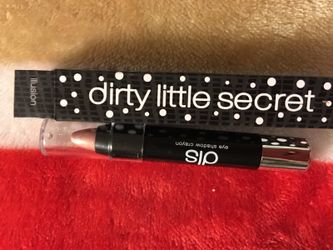 illusion
dirty little secret
dls
eye shadow crayon